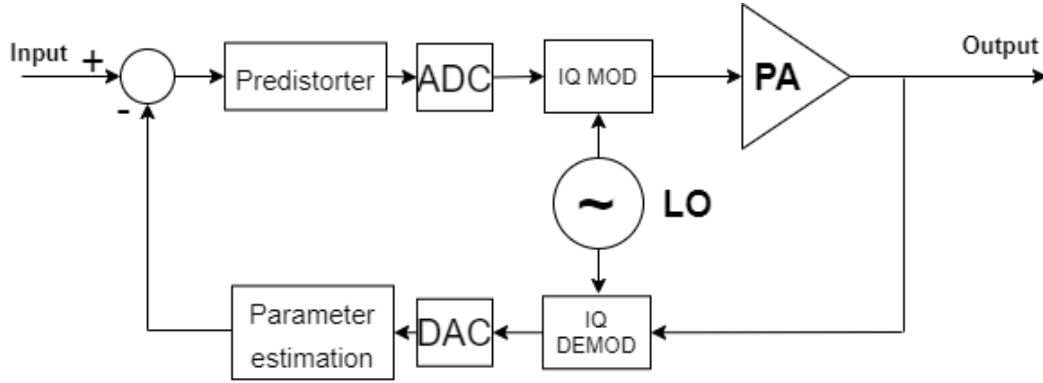 Input
+
-
Predistorter
ADC
IQ MOD
PA
Output
~
LO
Parameter
estimation
DAC
IQ
DEMOD